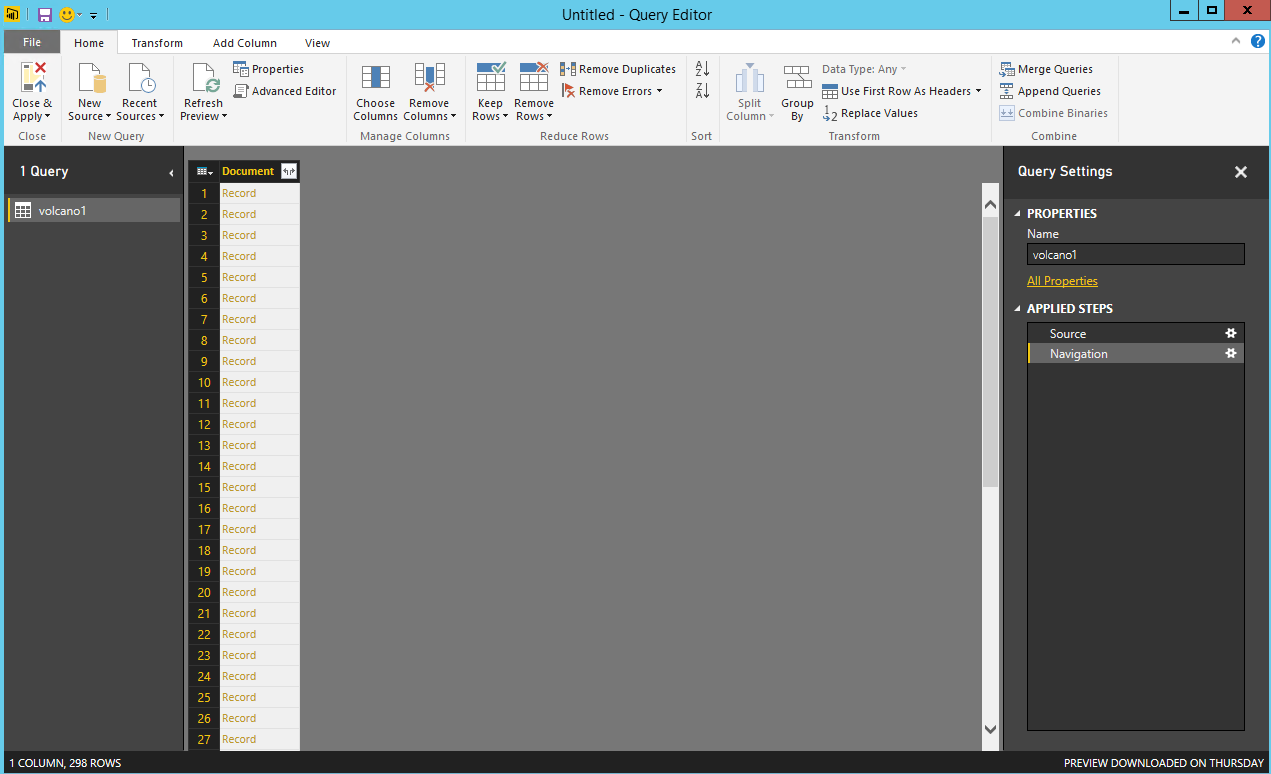 Untitled - Query Editor
File Home Transform Add Column View
Close & Apply
New Source
Recent Sources
Refresh Preview
Properties
Advanced Editor
Choose Columns
Remove Columns
Keep Rows
Remove Rows
Remove Duplicates
Remove Errors
Split Column
Group By
Data Type: Any
Use First Row As Headers
Replace Values
Merge Queries
Append Queries
Combine Binaries
Close
New Query
Manage Columns
Reduce Rows
Sort
Transform
Combine
1 Query
volcano1
Document
1 Record
2 Record
3 Record
4 Record
5 Record
6 Record
7 Record
8 Record
9 Record
10 Record
11 Record
12 Record
13 Record
14 Record
15 Record
16 Record
17 Record
18 Record
19 Record
20 Record
21 Record
22 Record
23 Record
24 Record
25 Record
26 Record
27 Record
Query Settings
PROPERTIES
Name
volcano1
All Properties
APPLIED STEPS
Source
Navigation
1 COLUMN, 298 ROWS
PREVIEW DOWNLOADED ON THURSDAY